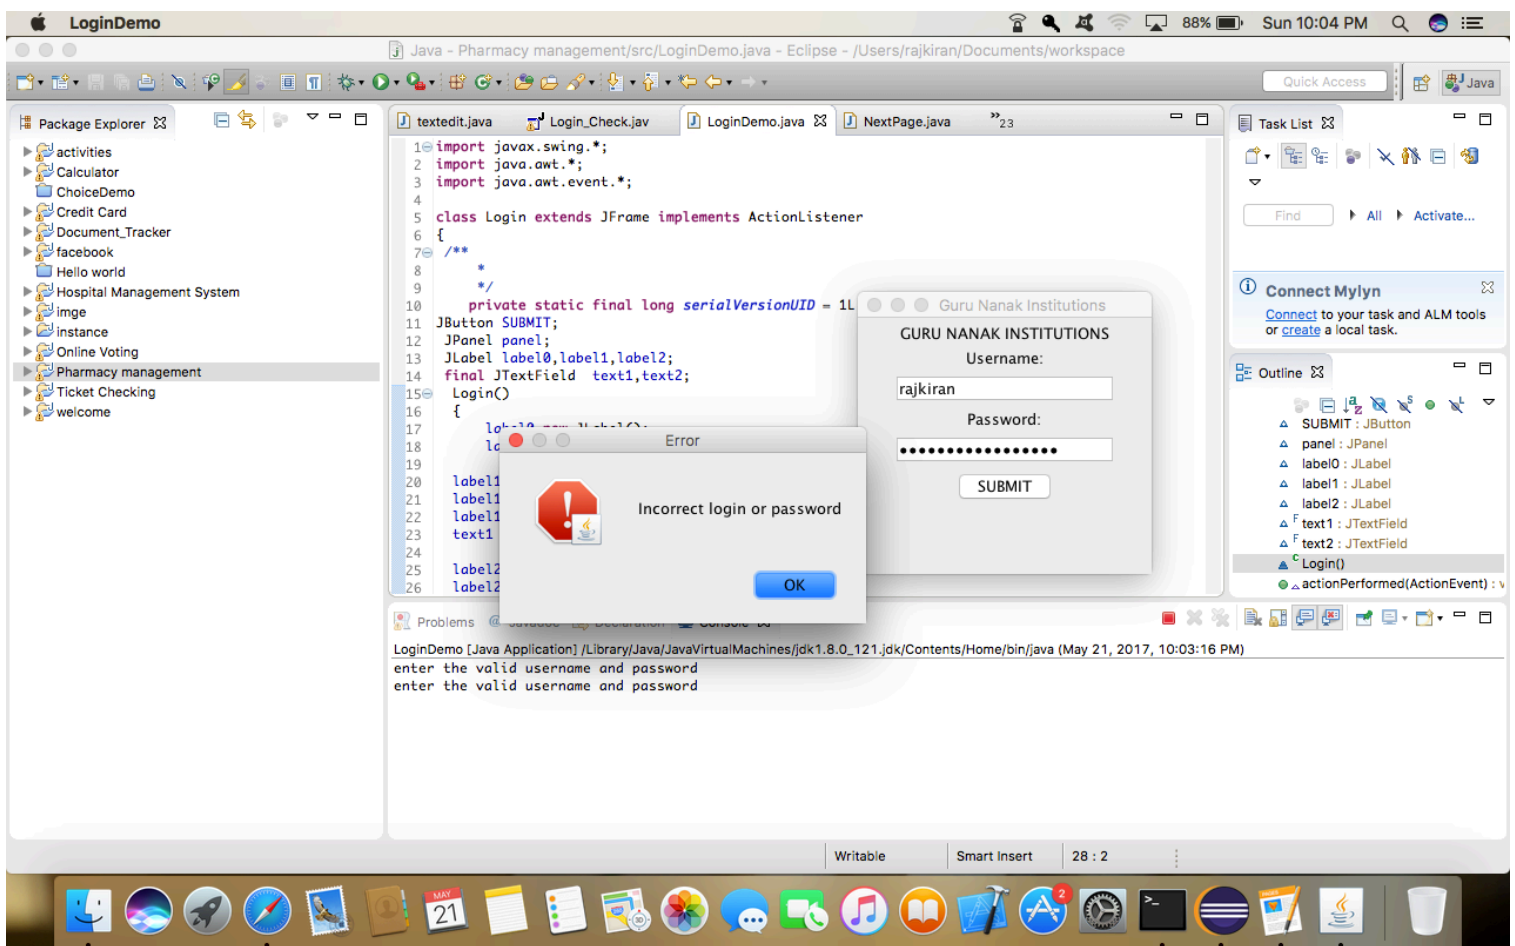 LoginDemo
88%
Sun 10:04 PM
Java - Pharmacy management/src/LoginDemo.java - Eclipse - /Users/rajkiran/Documents/workspace
Quick Access
Java
Package Explorer
activities
Calculator
ChoiceDemo
Credit Card
Document_Tracker
facebook
Hello world
Hospital Management System
imge
instance
Online Voting
Pharmacy management
Ticket Checking
welcome
textedit.java
Login_Check.jav
LoginDemo.java
NextPage.java
"23
1 import javax.swing.*;
2 import java.awt.*;
3 import java.awt.event.*;
4
5 class Login extends JFrame implements ActionListener
6 {
7 /**
8 *
9 */
10 private static final long serialVersionUID = 1L
11 JButton SUBMIT;
12 JPanel panel;
13 JLabel label0,label1,label2;
14 final JTextField text1,text2;
15 Login()
16 {
17
18
19
20 label1
21 label1
22 label1
23 text1
24
25 label2
26 label2
Guru Nanak Institutions
GURU NANAK INSTITUTIONS
Username:
rajkiran
Password:
•••••••••••••••••
SUBMIT
Error
Incorrect login or password
OK
Task List
Find
All
Activate...
Connect Mylyn
Connect to your task and ALM tools
or create a local task.
Outline
SUBMIT : JButton
panel : JPanel
label0 : JLabel
label1 : JLabel
label2 : JLabel
text1 : JTextField
text2 : JTextField
Login()
actionPerformed(ActionEvent) : v
Problems
LoginDemo [Java Application] /Library/Java/JavaVirtualMachines/jdk1.8.0_121.jdk/Contents/Home/bin/java (May 21, 2017, 10:03:16 PM)
enter the valid username and password
enter the valid username and password
Writable
Smart Insert
28 : 2
MAY
21
2
PAGES